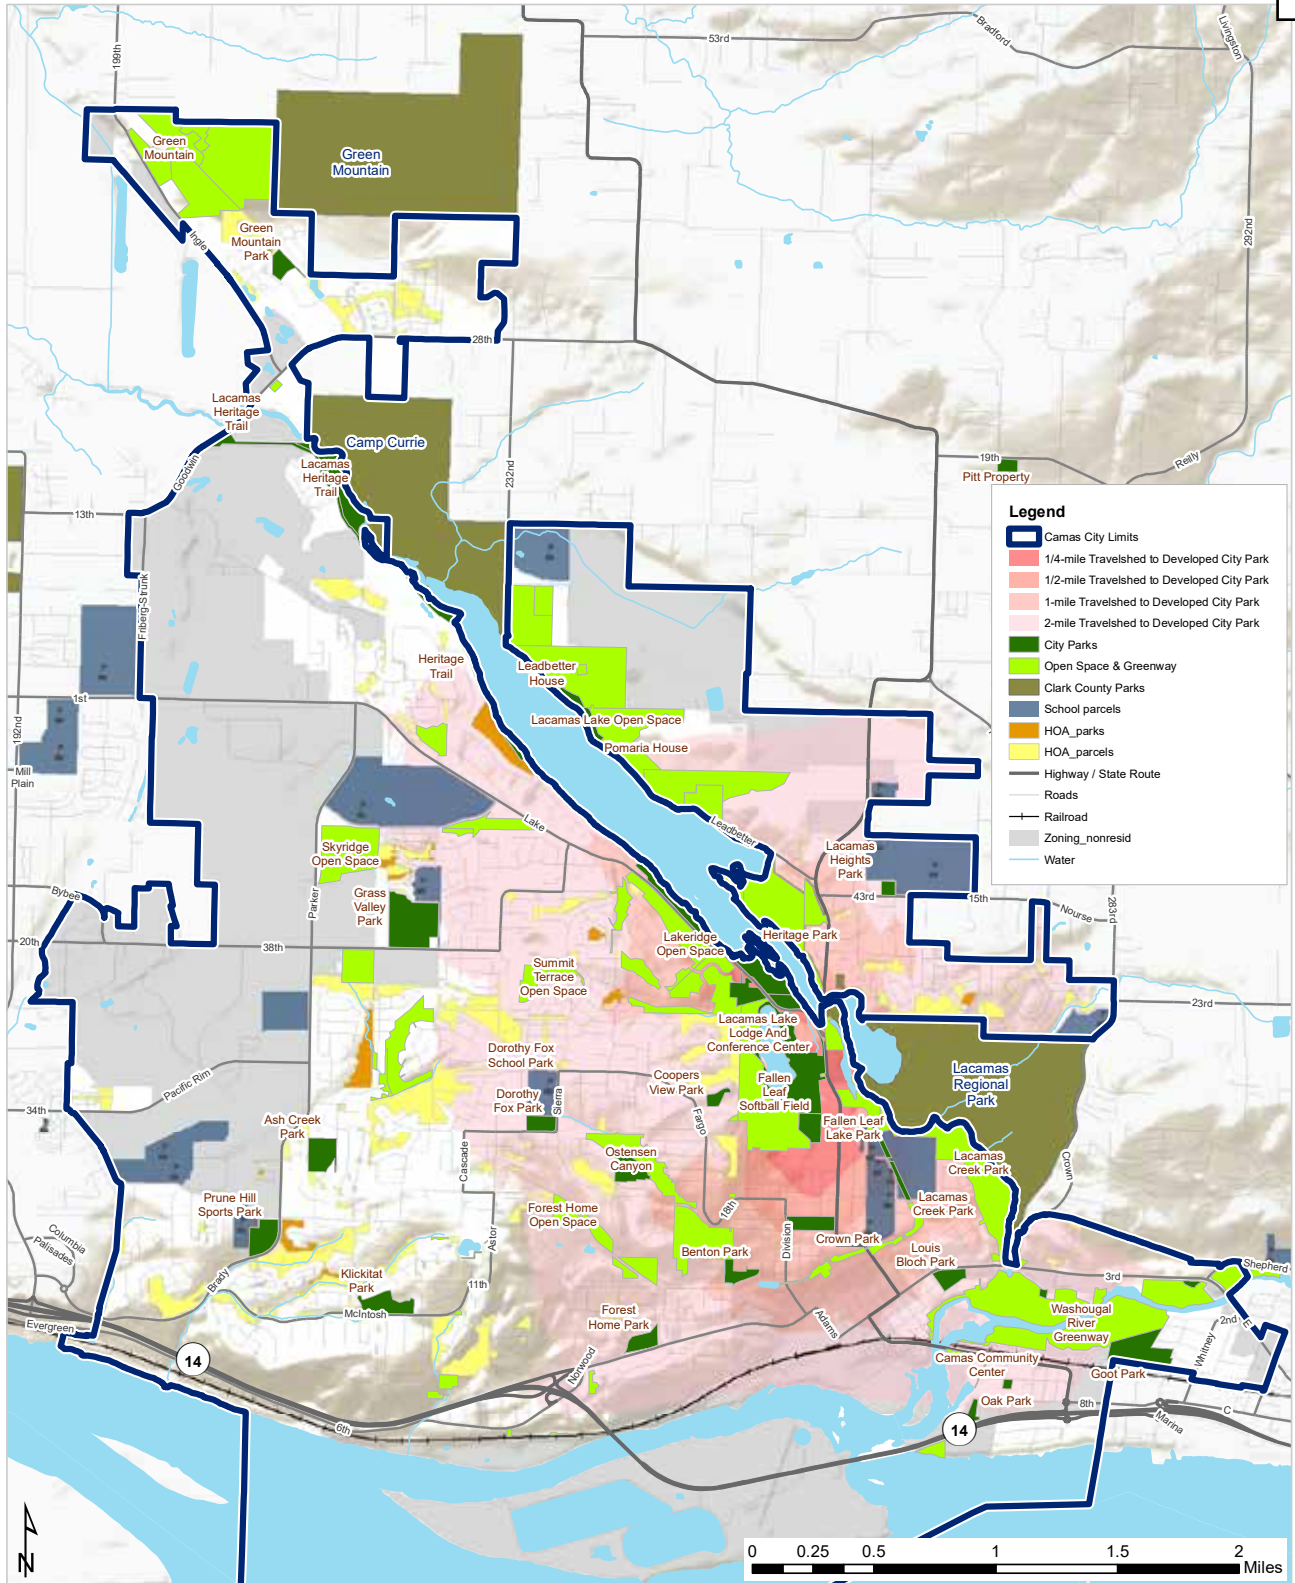 53rd
Bradford
Livingston
199th
Green
Mountain
Green
Mountain
Green
Mountain
Park
Ingle
292nd
28th
Lacamas
Heritage
Trail
Camp Currie
Goodwin
Lacamas
Heritage
Trail
232nd
19th
Reilly
Pitt Property
13th
Friberg-Strunk
Legend
Camas City Limits
1/4-mile Travelshed to Developed City Park
1/2-mile Travelshed to Developed City Park
1-mile Travelshed to Developed City Park
2-mile Travelshed to Developed City Park
City Parks
Open Space & Greenway
Clark County Parks
School parcels
HOA_parks
HOA_parcels
Highway / State Route
Roads
Railroad
Zoning_nonresid
Water
Heritage
Trail
Leadbetter
House
1st
192nd
Lacamas Lake Open Space
Pomaria House
Mill
Plain
Lake
Leadbetter
Skyridge
Open Space
Lacamas
Heights
Park
Bybee
Parker
Grass
Valley
Park
43rd
15th
Nourse
283rd
20th
38th
Lakeridge
Open Space
Heritage Park
Summit
Terrace
Open Space
23rd
Lacamas Lake
Lodge And
Conference Center
Dorothy Fox
School Park
Pacific Rim
Coopers
View Park
Fallen
Leaf
Softball Field
Lacamas
Regional
Park
Dorothy
Fox Park
Sierra
34th
Ash Creek
Park
Fargo
Fallen Leaf
Lake Park
Cascade
Ostensen
Canyon
Lacamas
Creek Park
Crown
Prune Hill
Sports Park
Lacamas
Creek Park
Forest Home
Open Space
18th
Columbia
Palisades
Astor
Division
Crown Park
Benton Park
Louis
Bloch Park
Shepherd
Brady
Klickitat
Park
11th
3rd
McIntosh
Forest
Home Park
Adams
Washougal
River
Greenway
2nd
E
Evergreen
Whitney
14
Norwood
Camas Community
Center
Goot Park
Oak Park
8th
C
Marina
6th
14
N
0 0.25 0.5 1 1.5 2
Miles